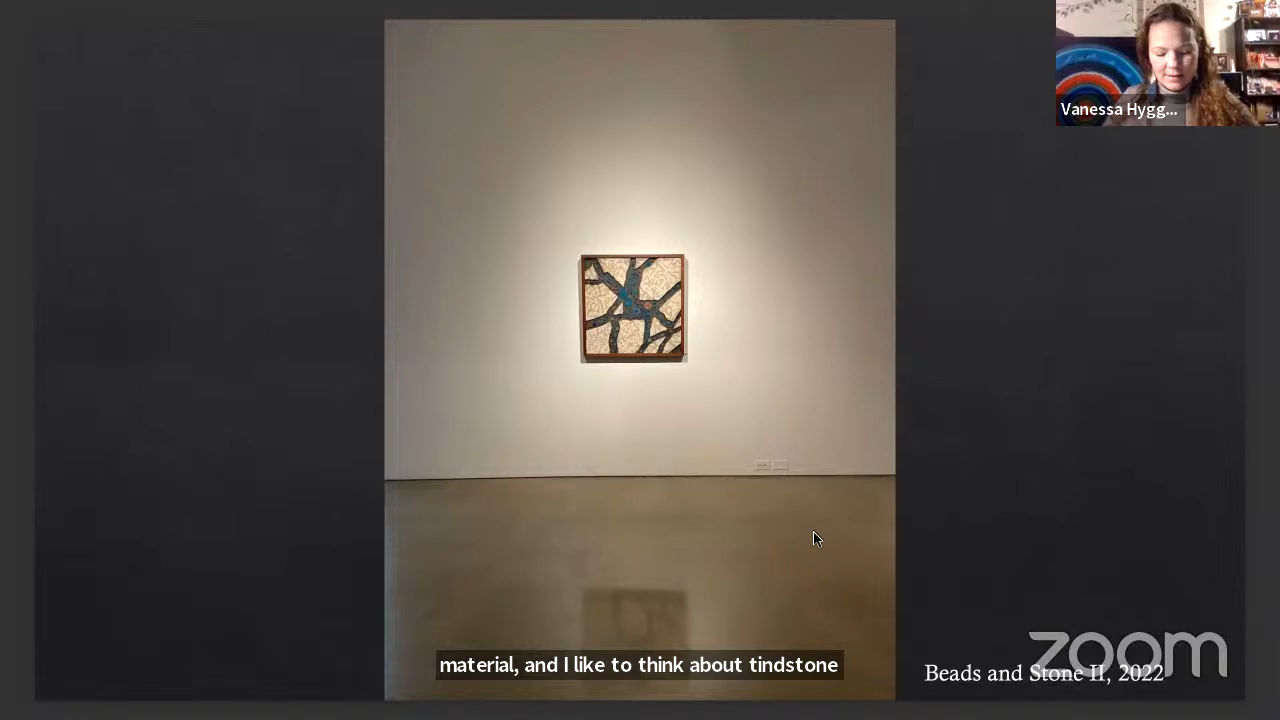 Vanessa Hygg...
material, and I like to think about tindstone
zoom
Beads and Stone II, 2022